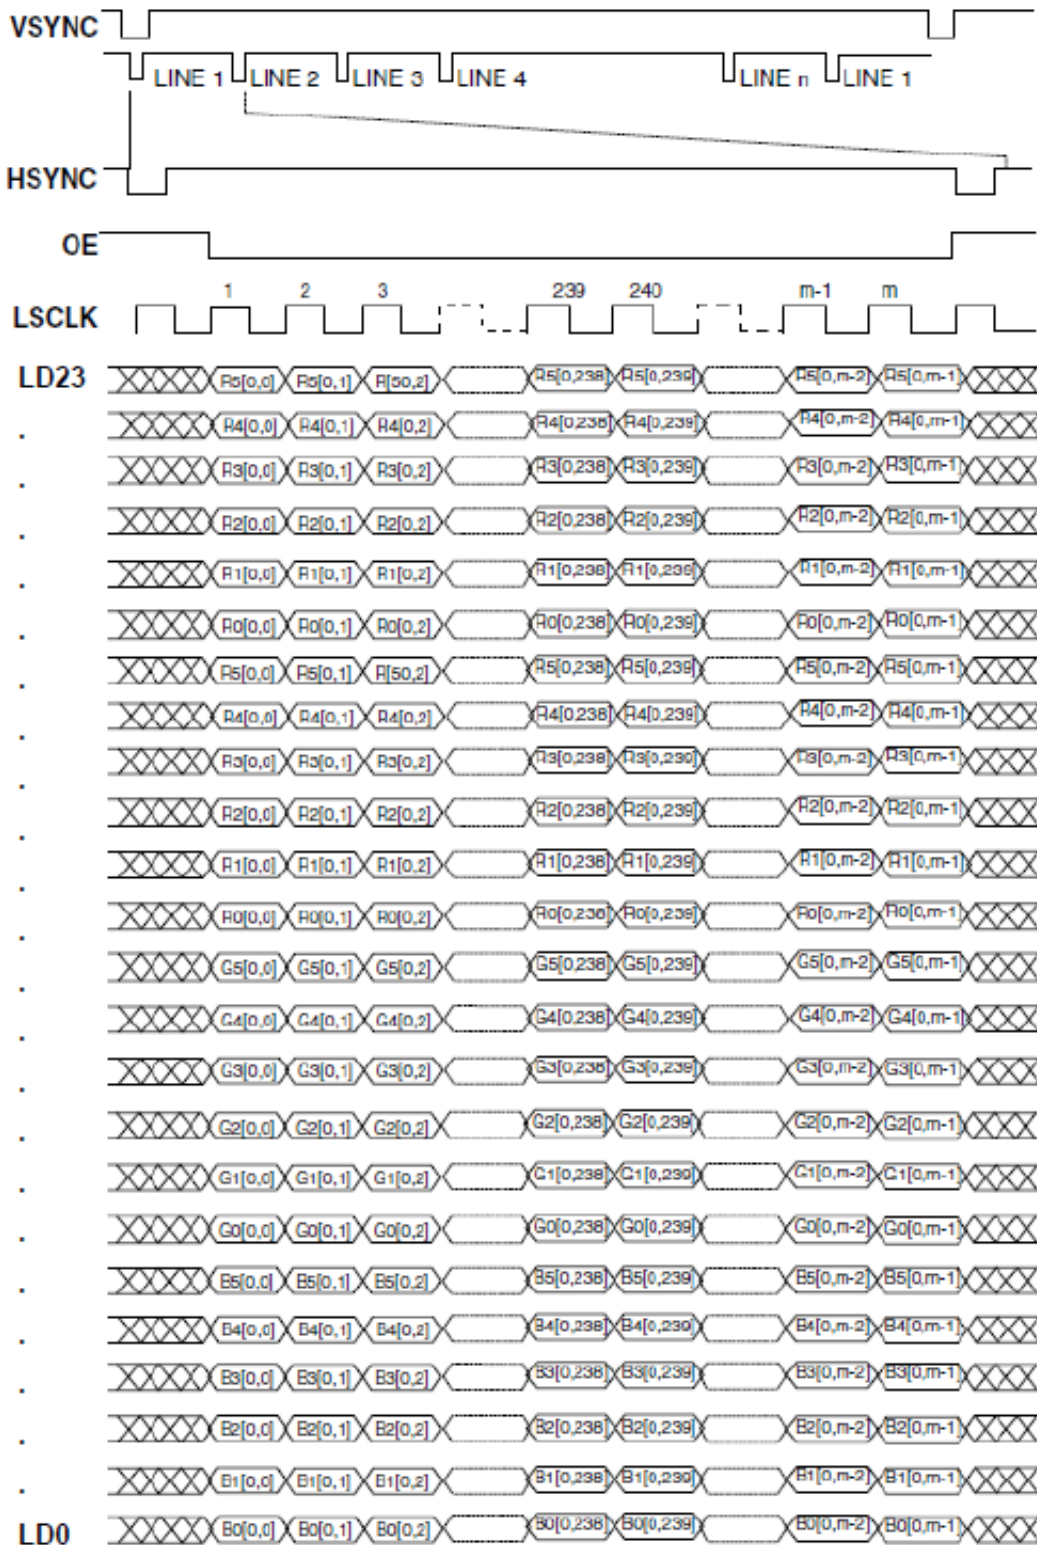 VSYNC
LINE 1 LINE 2 LINE 3 LINE 4 LINE n LINE 1
HSYNC
OE
1 2 3 239 240 m-1 m
LSCLK
LD23 R5[0,0] R5[0,1] R[50,2] R5[0,238] R5[0,239] R5[0,m-2] R5[0,m-1]
. R4[0,0] R4[0,1] R4[0,2] R4[0,238] R4[0,239] R4[0,m-2] R4[0,m-1]
. R3[0,0] R3[0,1] R3[0,2] R3[0,238] R3[0,239] R3[0,m-2] R3[0,m-1]
. R2[0,0] R2[0,1] R2[0,2] R2[0,238] R2[0,239] R2[0,m-2] R2[0,m-1]
. R1[0,0] R1[0,1] R1[0,2] R1[0,238] R1[0,239] R1[0,m-2] R1[0,m-1]
. R0[0,0] R0[0,1] R0[0,2] R0[0,238] R0[0,239] R0[0,m-2] R0[0,m-1]
. R5[0,0] R5[0,1] R[50,2] R5[0,238] R5[0,239] R5[0,m-2] R5[0,m-1]
. R4[0,0] R4[0,1] R4[0,2] R4[0,238] R4[0,239] R4[0,m-2] R4[0,m-1]
. R3[0,0] R3[0,1] R3[0,2] R3[0,238] R3[0,239] R3[0,m-2] R3[0,m-1]
. R2[0,0] R2[0,1] R2[0,2] R2[0,238] R2[0,239] R2[0,m-2] R2[0,m-1]
. R1[0,0] R1[0,1] R1[0,2] R1[0,238] R1[0,239] R1[0,m-2] R1[0,m-1]
. R0[0,0] R0[0,1] R0[0,2] R0[0,238] R0[0,239] R0[0,m-2] R0[0,m-1]
. G5[0,0] G5[0,1] G5[0,2] G5[0,238] G5[0,239] G5[0,m-2] G5[0,m-1]
. G4[0,0] G4[0,1] G4[0,2] G4[0,238] G4[0,239] G4[0,m-2] G4[0,m-1]
. G3[0,0] G3[0,1] G3[0,2] G3[0,238] G3[0,239] G3[0,m-2] G3[0,m-1]
. G2[0,0] G2[0,1] G2[0,2] G2[0,238] G2[0,239] G2[0,m-2] G2[0,m-1]
. G1[0,0] G1[0,1] G1[0,2] G1[0,238] G1[0,239] G1[0,m-2] G1[0,m-1]
. G0[0,0] G0[0,1] G0[0,2] G0[0,238] G0[0,239] G0[0,m-2] G0[0,m-1]
. B5[0,0] B5[0,1] B5[0,2] B5[0,238] B5[0,239] B5[0,m-2] B5[0,m-1]
. B4[0,0] B4[0,1] B4[0,2] B4[0,238] B4[0,239] B4[0,m-2] B4[0,m-1]
. B3[0,0] B3[0,1] B3[0,2] B3[0,238] B3[0,239] B3[0,m-2] B3[0,m-1]
. B2[0,0] B2[0,1] B2[0,2] B2[0,238] B2[0,239] B2[0,m-2] B2[0,m-1]
. B1[0,0] B1[0,1] B1[0,2] B1[0,238] B1[0,239] B1[0,m-2] B1[0,m-1]
LD0 B0[0,0] B0[0,1] B0[0,2] B0[0,238] B0[0,239] B0[0,m-2] B0[0,m-1]